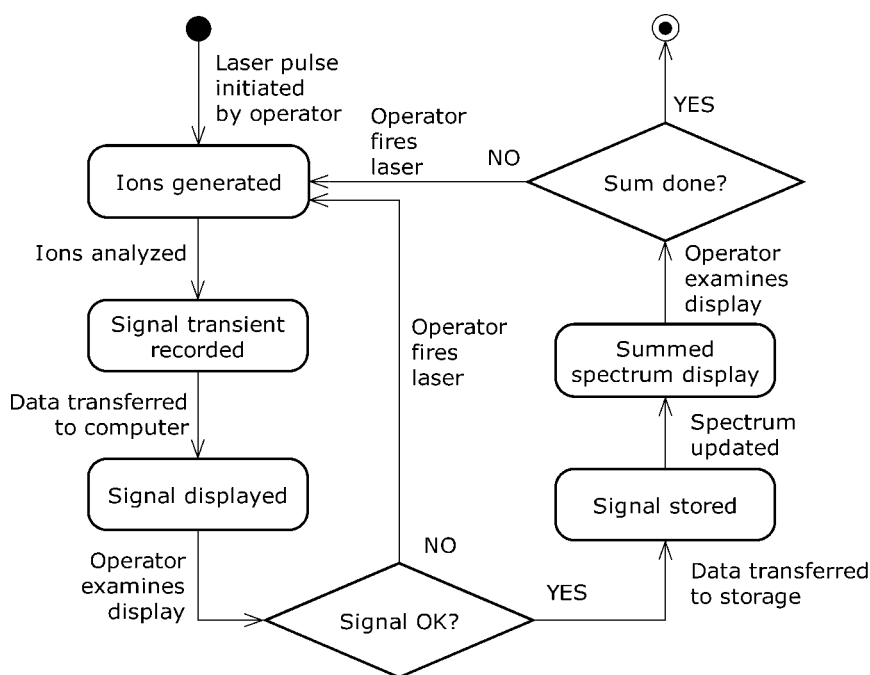 Laser pulse
initiated
by operator
Ions generated
Ions analyzed
Signal transient
recorded
Data transferred
to computer
Signal displayed
Operator
examines
display
Signal OK?
NO
Operator
fires
laser
YES
Data transferred
to storage
Signal stored
Spectrum
updated
Summed
spectrum display
Operator
examines
display
Sum done?
NO
Operator
fires
laser
YES